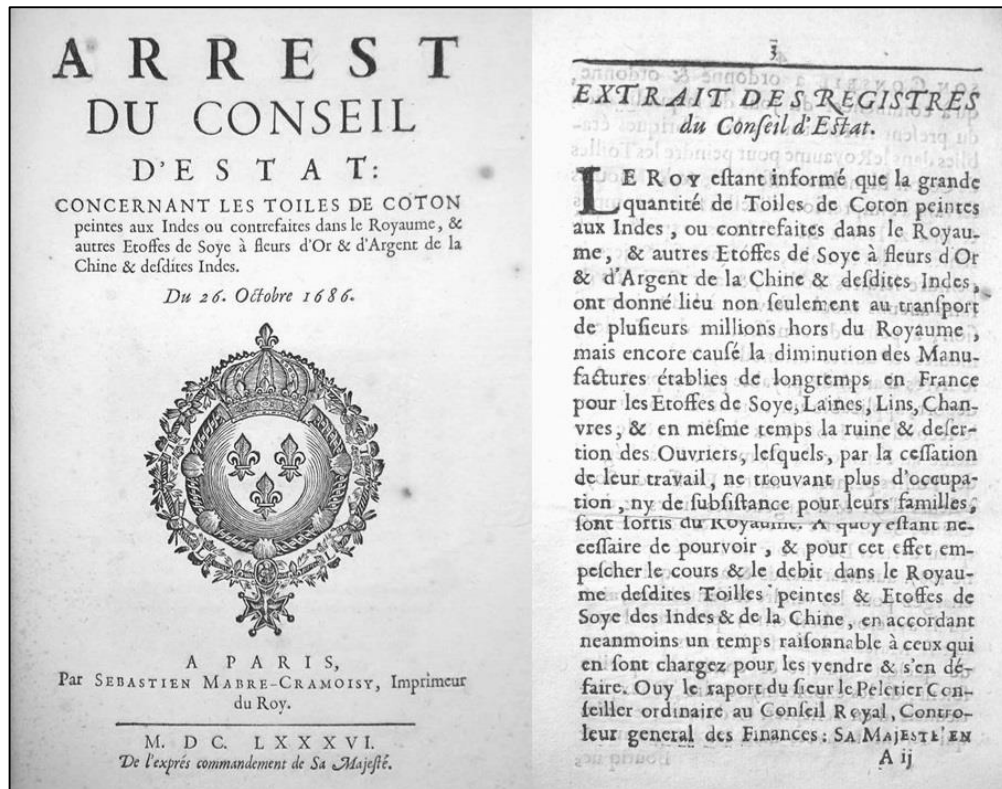 ARREST
DU CONSEIL
D'ESTAT:
CONCERNANT LES TOILES DE COTON
peintes aux Indes ou contrefaites dans le Royaume, &
autres Etoffes de Soye à fleurs d'Or & d'Argent de la
Chine & deſdites Indes.
Du 26. Octobre 1686.
A PARIS,
Par SEBASTIEN MABRE-CRAMOISY, Imprimeur
du Roy.
M. DC. LXXXVI.
De l'exprés commandement de Sa Majeſté.
3
EXTRAIT DES REGISTRES
du Conſeil d'Eſtat.
LE ROY eſtant informé que la grande
quantité de Toiles de Coton peintes
aux Indes, ou contrefaites dans le Royau-
me, & autres Etoffes de Soye à fleurs d'Or
& d'Argent de la Chine & deſdites Indes,
ont donné lieu non ſeulement au tranſport
de pluſieurs millions hors du Royaume,
mais encore cauſé la diminution des Manu-
factures établies de longtemps en France
pour les Etoffes de Soye, Laines, Lins, Chan-
vres, & en meſme temps la ruine & deſer-
tion des Ouvriers, leſquels, par la ceſſation
de leur travail, ne trouvant plus d'occupa-
tion, ny de ſubſiſtance pour leurs familles,
ſont ſortis du Royaume. A quoy eſtant ne-
ceſſaire de pourvoir, & pour cet effet em-
peſcher le cours & le debit dans le Royau-
me deſdites Toilles peintes & Etoffes de
Soye des Indes & de la Chine, en accordant
neanmoins un temps raiſonnable à ceux qui
en ſont chargez pour les vendre & s'en dé-
faire. Ouy le raport du ſieur le Peletier Con-
ſeiller ordinaire au Conſeil Royal, Contro-
leur general des Finances: SA MAJESTÉ EN
A ij